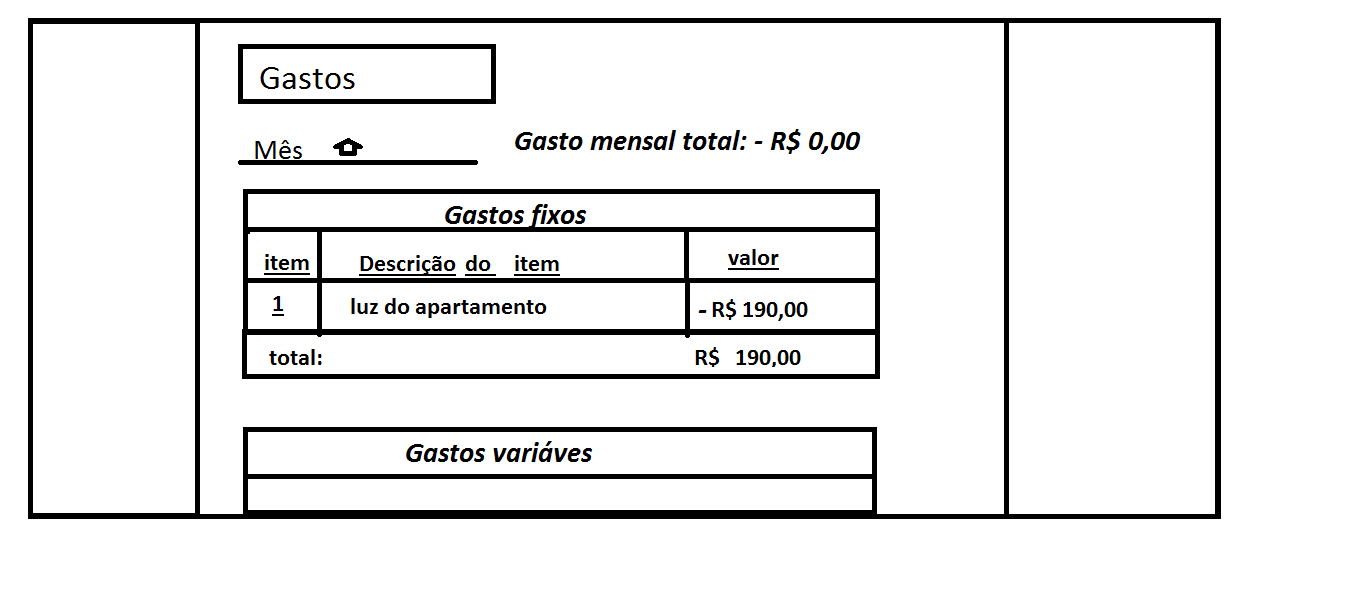 Gastos
Mês
Gasto mensal total: - R$ 0,00
Gastos fixos
item Descrição do item valor
1 luz do apartamento - R$ 190,00
total: R$ 190,00
Gastos variáves